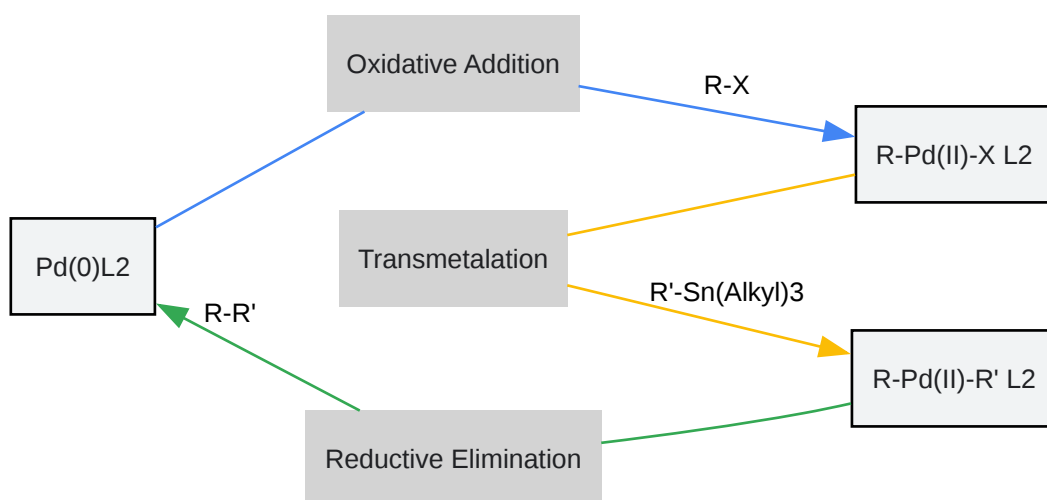 Oxidative Addition
R-X
R-Pd(II)-X L2
Pd(0)L2
Transmetalation
R'-Sn(Alkyl)3
R-R'
R-Pd(II)-R' L2
Reductive Elimination